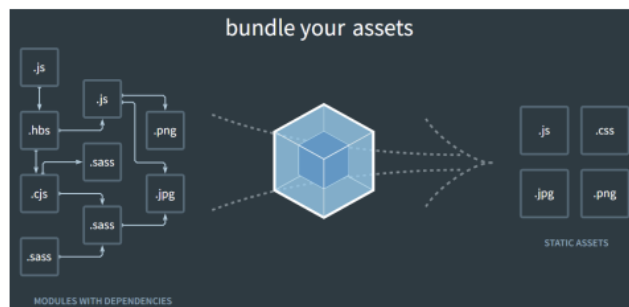 bundle your assets
.js
.js
.hbs
.png
.sass
.cjs
.jpg
.sass
.sass
MODULES WITH DEPENDENCIES
.js
.css
.jpg
.png
STATIC ASSETS